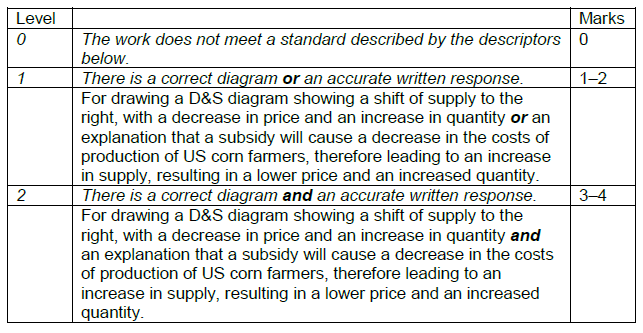 Level Marks
0 The work does not meet a standard described by the descriptors 0
below.
1 There is a correct diagram or an accurate written response. 1–2
For drawing a D&S diagram showing a shift of supply to the
right, with a decrease in price and an increase in quantity or an
explanation that a subsidy will cause a decrease in the costs of
production of US corn farmers, therefore leading to an increase
in supply, resulting in a lower price and an increased quantity.
2 There is a correct diagram and an accurate written response. 3–4
For drawing a D&S diagram showing a shift of supply to the
right, with a decrease in price and an increase in quantity and
an explanation that a subsidy will cause a decrease in the costs
of production of US corn farmers, therefore leading to an
increase in supply, resulting in a lower price and an increased
quantity.